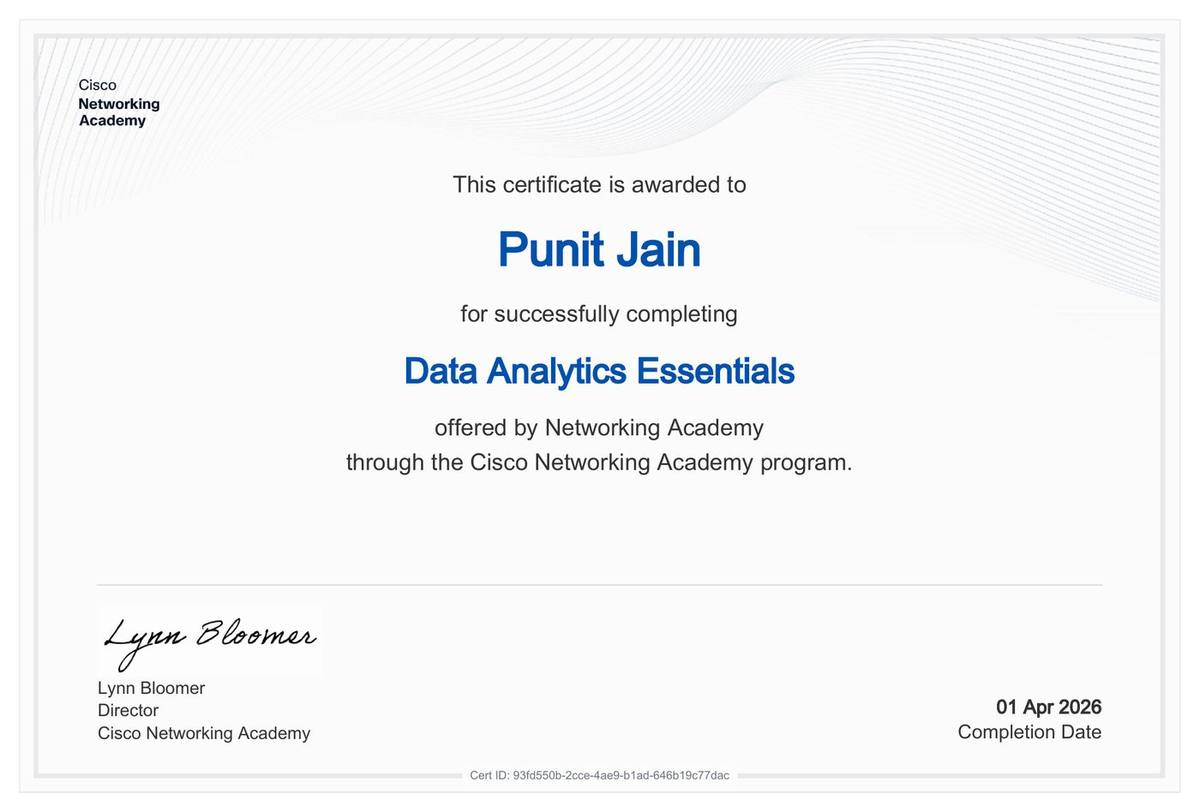 Cisco
Networking
Academy
This certificate is awarded to
Punit Jain
for successfully completing
Data Analytics Essentials
offered by Networking Academy
through the Cisco Networking Academy program.
Lynn Bloomer
Lynn Bloomer
Director
Cisco Networking Academy
01 Apr 2026
Completion Date
Cert ID: 93fd550b-2cce-4ae9-b1ad-646b19c77dac